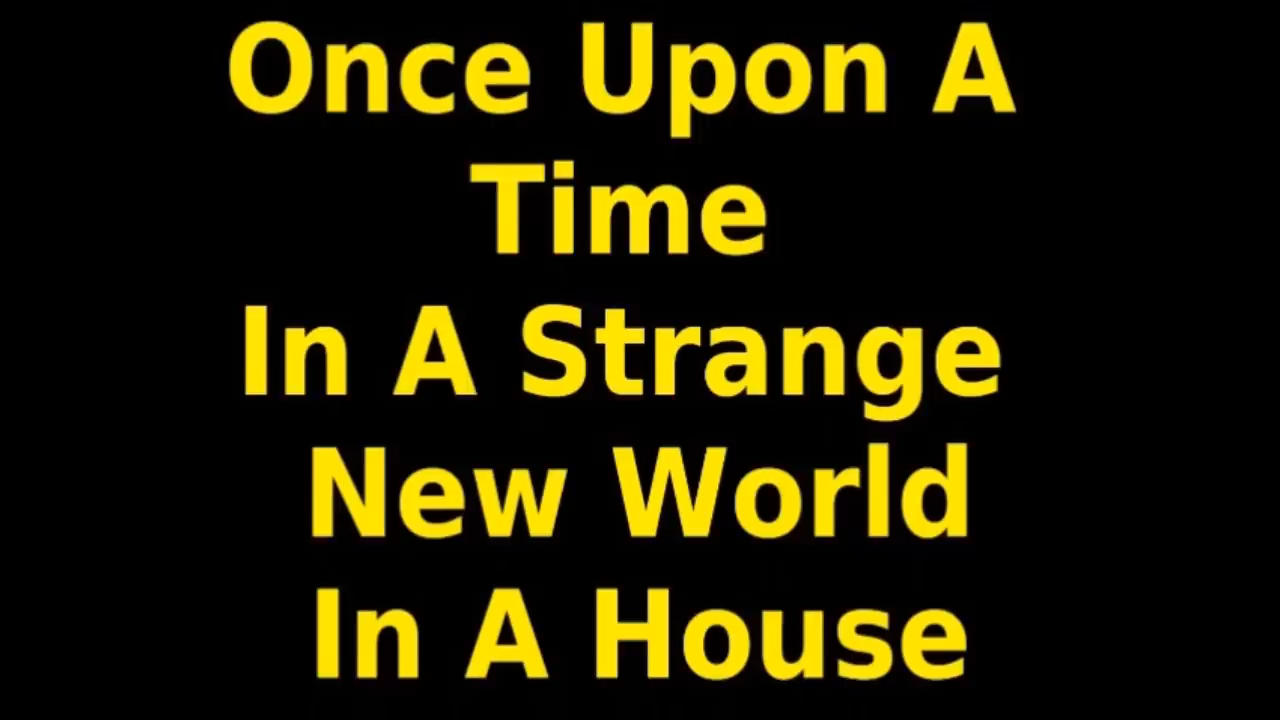 Once Upon A
Time
In A Strange
New World
In A House